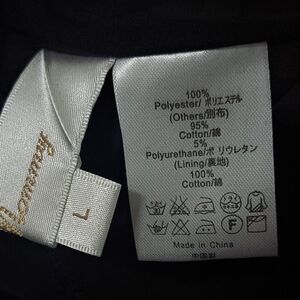 100%
Polyester/ ポリエステル
(Others/別布)
95%
Cotton/綿
5%
Polyurethane/ポリウレタン
(Lining/裏地)
100%
Cotton/綿
F
Made in China
中国製
L